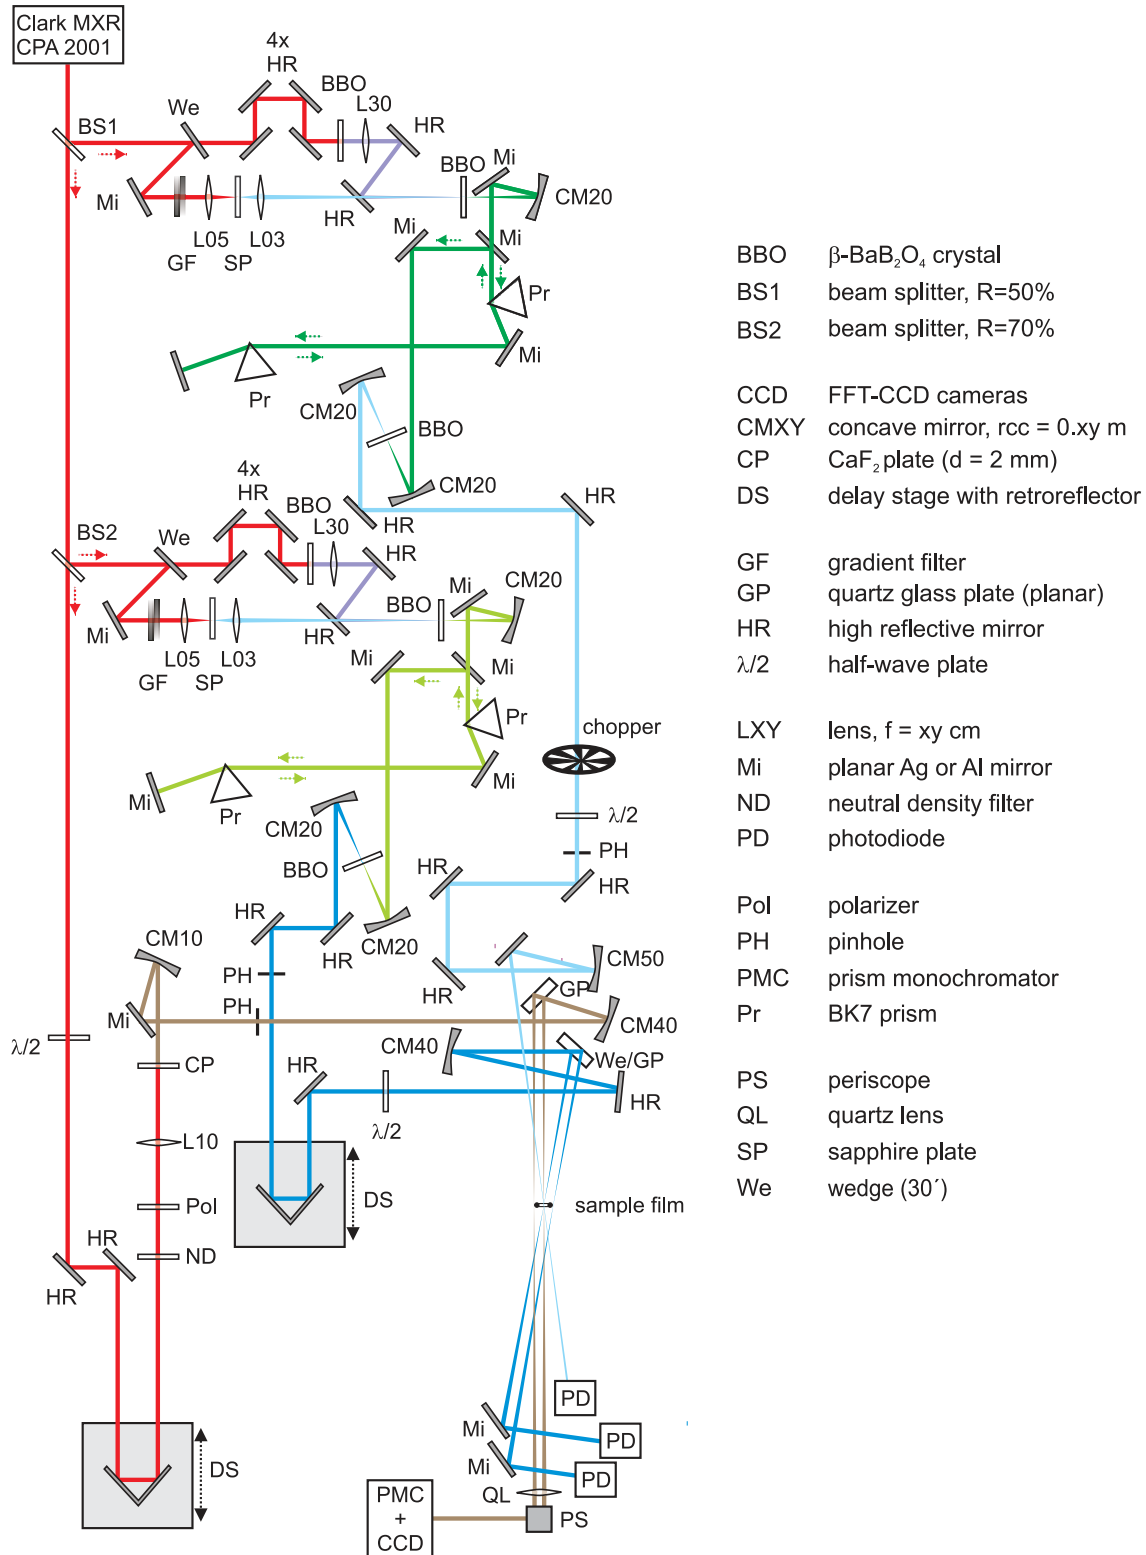 Clark MXR
CPA 2001
4x
HR
BBO
L30
We
BS1
HR
BBO
Mi
CM20
Mi
GF
L05
SP
L03
HR
Mi
Mi
Pr
Mi
Pr
CM20
BBO
CM20
HR
HR
4x
HR
BBO
L30
We
BS2
HR
BBO
Mi
CM20
Mi
GF
L05
SP
L03
HR
Mi
Mi
Pr
Mi
Mi
Pr
chopper
λ/2
PH
HR
HR
HR
CM20
BBO
CM20
HR
HR
CM10
PH
PH
Mi
CM50
GP
CM40
λ/2
CP
CM40
We/GP
HR
HR
λ/2
L10
DS
sample film
Pol
ND
HR
HR
DS
PD
Mi
PD
Mi
PD
QL
PMC
+
CCD
PS
BBO β-BaB₂O₄ crystal
BS1 beam splitter, R=50%
BS2 beam splitter, R=70%
CCD FFT-CCD cameras
CMXY concave mirror, rcc = 0.xy m
CP CaF₂ plate (d = 2 mm)
DS delay stage with retroreflector
GF gradient filter
GP quartz glass plate (planar)
HR high reflective mirror
λ/2 half-wave plate
LXY lens, f = xy cm
Mi planar Ag or Al mirror
ND neutral density filter
PD photodiode
Pol polarizer
PH pinhole
PMC prism monochromator
Pr BK7 prism
PS periscope
QL quartz lens
SP sapphire plate
We wedge (30´)